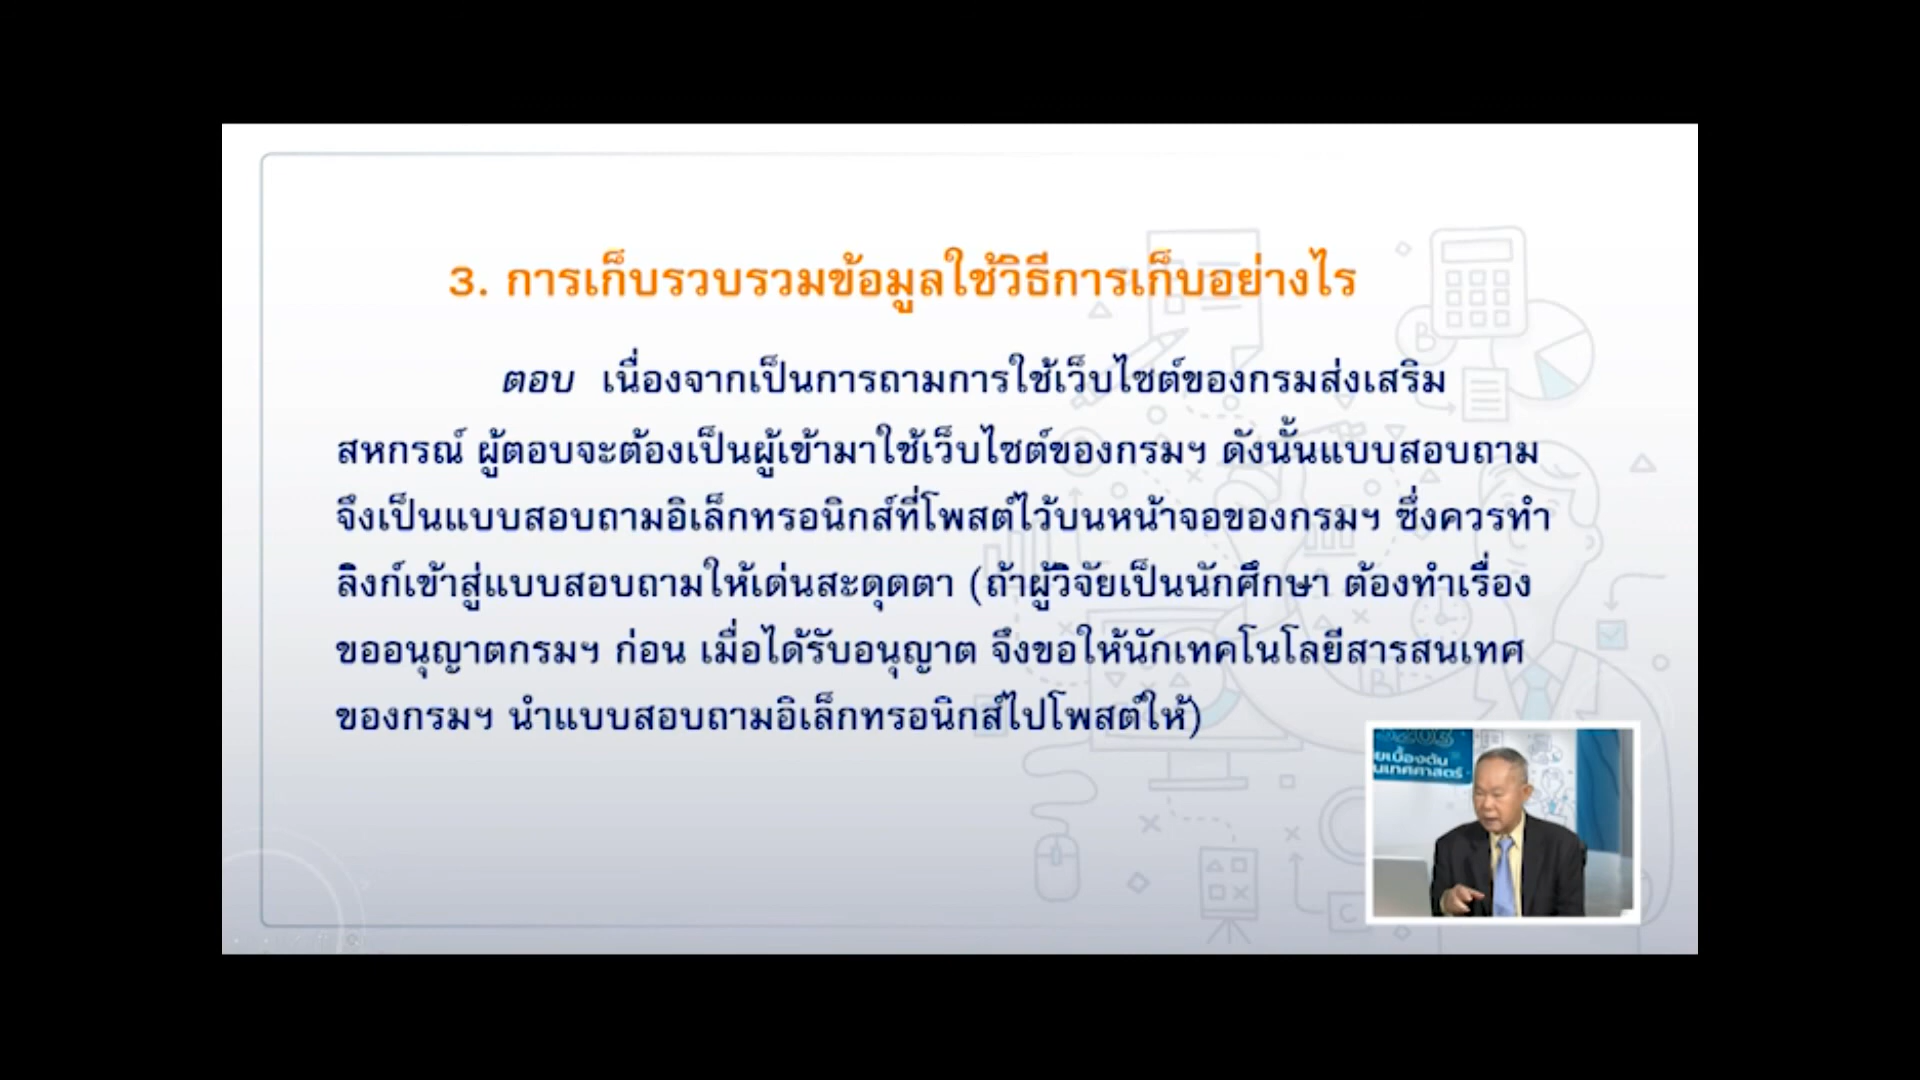 3. การเก็บรวบรวมข้อมูลใช้วิธีการเก็บอย่างไร
ตอบ เนื่องจากเป็นการถามการใช้เว็บไซต์ของกรมส่งเสริม
สหกรณ์ ผู้ตอบจะต้องเป็นผู้เข้ามาใช้เว็บไซต์ของกรมฯ ดังนั้นแบบสอบถาม
จึงเป็นแบบสอบถามอิเล็กทรอนิกส์ที่โพสต์ไว้บนหน้าจอของกรมฯ ซึ่งควรทำ
ลิงก์เข้าสู่แบบสอบถามให้เด่นสะดุดตา (ถ้าผู้วิจัยเป็นนักศึกษา ต้องทำเรื่อง
ขออนุญาตกรมฯ ก่อน เมื่อได้รับอนุญาต จึงขอให้นักเทคโนโลยีสารสนเทศ
ของกรมฯ นำแบบสอบถามอิเล็กทรอนิกส์ไปโพสต์ให้)
ยเบื้องต้น
นเทศศาสตร์